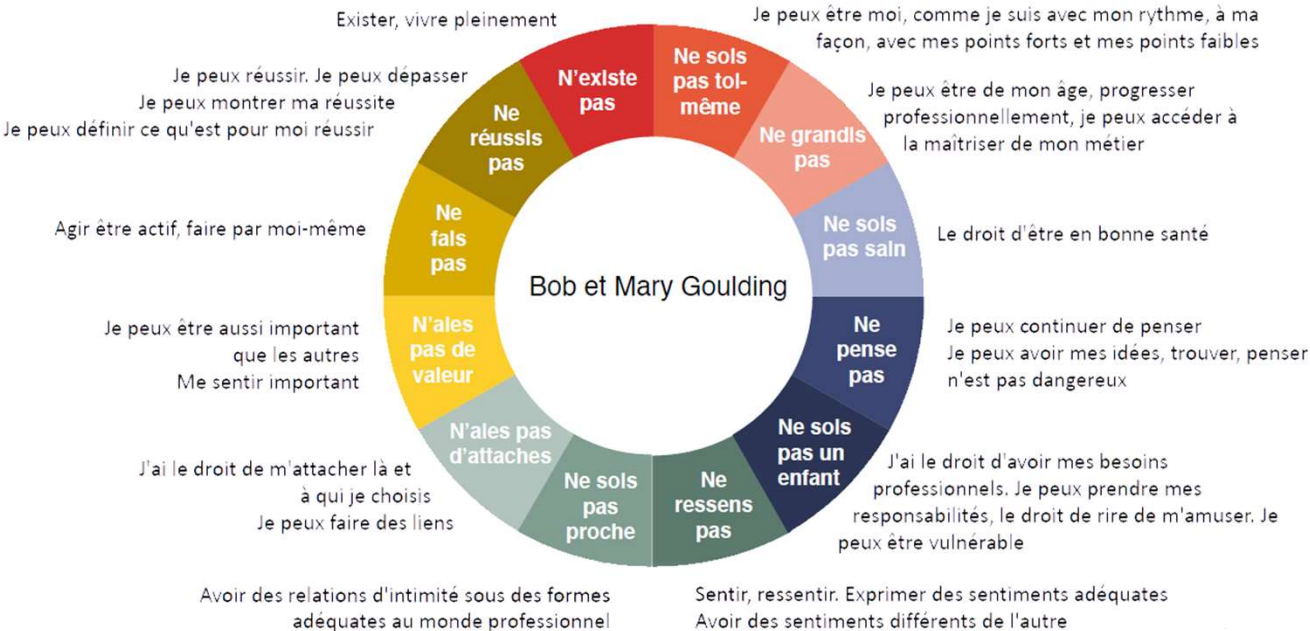 Exister, vivre pleinement
Je peux être moi, comme je suis avec mon rythme, à ma
façon, avec mes points forts et mes points faibles
Je peux réussir. Je peux dépasser
Je peux montrer ma réussite
Je peux définir ce qu'est pour moi réussir
N'existe
pas
Ne sois
pas toi-
même
Je peux être de mon âge, progresser
professionnellement, je peux accéder à
la maîtriser de mon métier
Ne
réussis
pas
Ne grandis
pas
Agir être actif, faire par moi-même
Ne
fais
pas
Ne sois
pas sain
Le droit d'être en bonne santé
Bob et Mary Goulding
Je peux être aussi important
que les autres
Me sentir important
N'aies
pas de
valeur
Ne
pense
pas
Je peux continuer de penser
Je peux avoir mes idées, trouver, penser
n'est pas dangereux
J'ai le droit de m'attacher là et
à qui je choisis
Je peux faire des liens
N'aies pas
d'attaches
Ne sois
pas
proche
Ne
ressens
pas
Ne sois
pas un
enfant
J'ai le droit d'avoir mes besoins
professionnels. Je peux prendre mes
responsabilités, le droit de rire de m'amuser. Je
peux être vulnérable
Avoir des relations d'intimité sous des formes
adéquates au monde professionnel
Sentir, ressentir. Exprimer des sentiments adéquates
Avoir des sentiments différents de l'autre